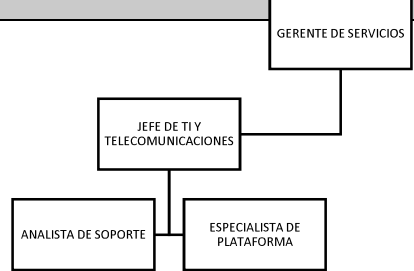 GERENTE DE SERVICIOS
JEFE DE TI Y
TELECOMUNICACIONES
ANALISTA DE SOPORTE
ESPECIALISTA DE
PLATAFORMA